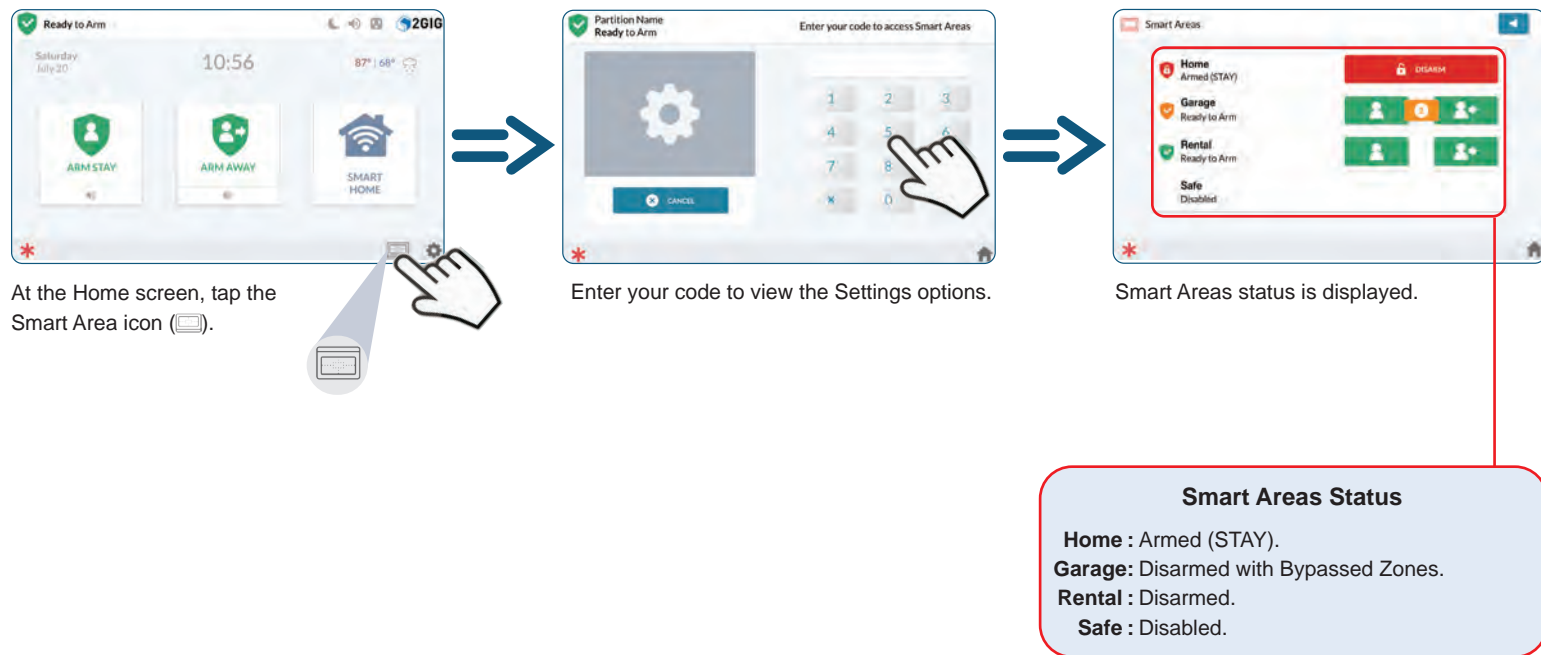 Ready to Arm
2GIG
Saturday
July 20
10:56
87° | 68°
ARM STAY
ARM AWAY
SMART
HOME
At the Home screen, tap the
Smart Area icon ( ).
Partition Name
Ready to Arm
Enter your code to access Smart Areas
1 2 3
4 5 6
7 8
* 0
CANCEL
Enter your code to view the Settings options.
Smart Areas
Home
Armed (STAY)
DISARM
Garage
Ready to Arm
3
Rental
Ready to Arm
Safe
Disabled
Smart Areas status is displayed.
Smart Areas Status
Home : Armed (STAY).
Garage: Disarmed with Bypassed Zones.
Rental : Disarmed.
Safe : Disabled.